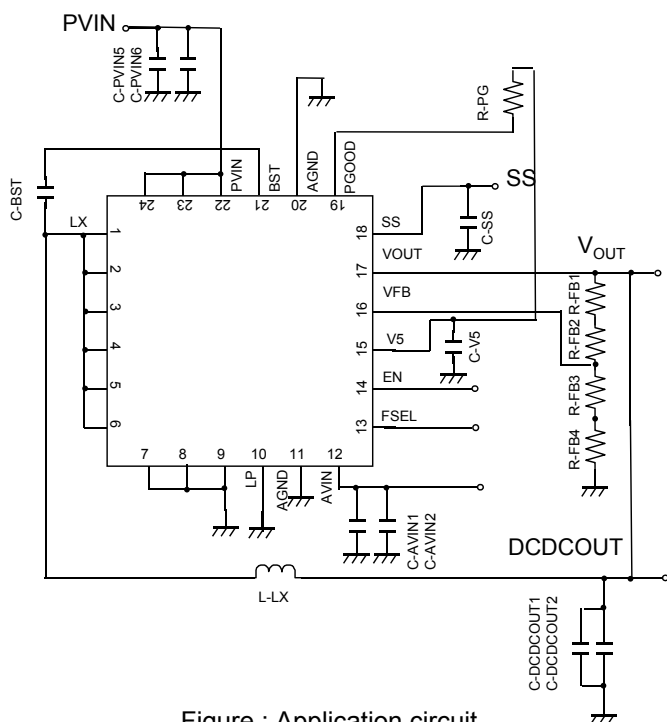 PVIN
C-PVIN5
C-PVIN6
R-PG
C-BST
PVIN
BST
AGND
PGOOD
24
23
22
21
20
19
LX
1
2
3
4
5
6
18
17
16
15
14
13
SS
SS
C-SS
VOUT
VOUT
VFB
V5
C-V5
EN
FSEL
R-FB1
R-FB2
R-FB3
R-FB4
7
8
9
10
11
12
LP
AGND
AVIN
C-AVIN1
C-AVIN2
L-LX
DCDCOUT
C-DCDCOUT1
C-DCDCOUT2
Figure : Application circuit